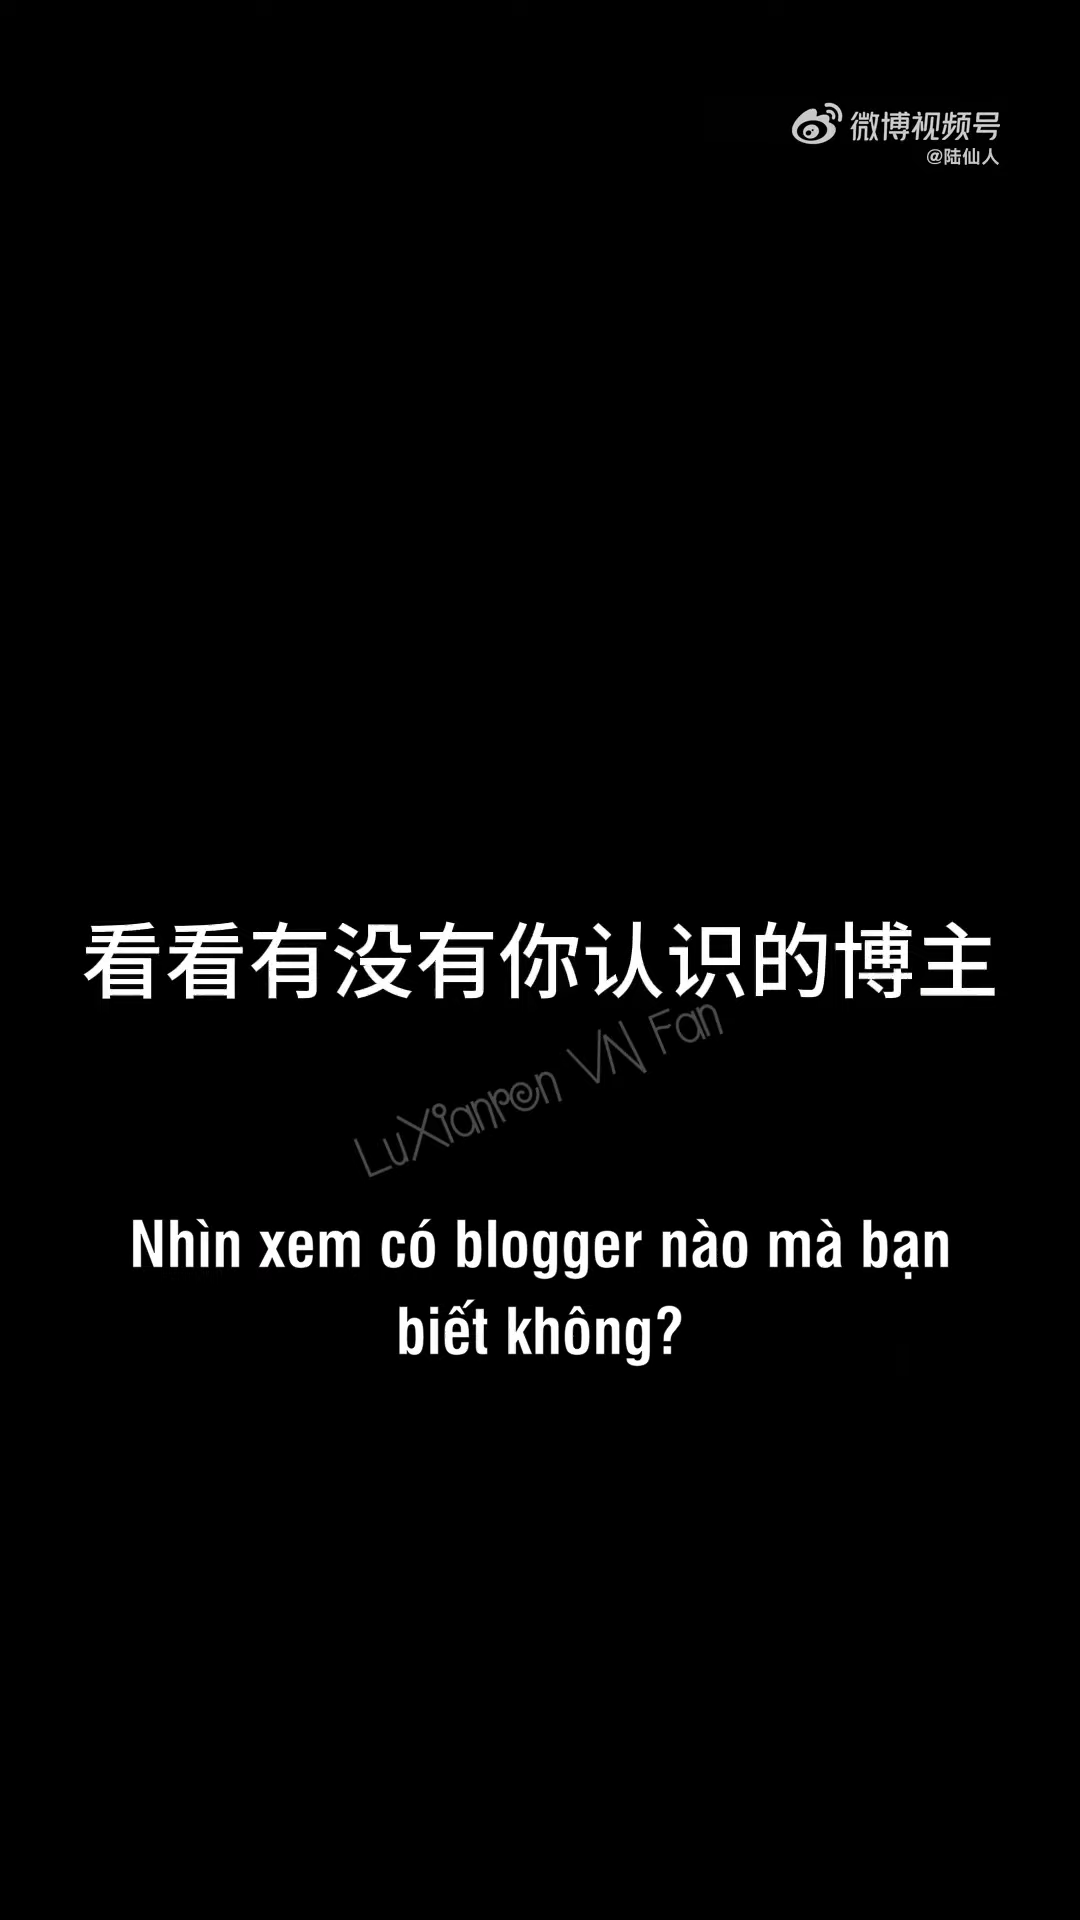 微博视频号
@陆仙人
看看有没有你认识的博主
LuXianren VN Fan
Nhìn xem có blogger nào mà bạn
biết không?